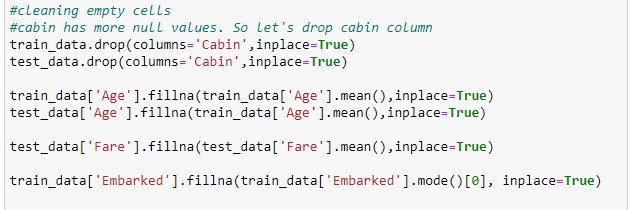 #cleaning empty cells
#cabin has more null values. So let's drop cabin column
train_data.drop(columns='Cabin',inplace=True)
test_data.drop(columns='Cabin',inplace=True)
train_data['Age'].fillna(train_data['Age'].mean(),inplace=True)
test_data['Age'].fillna(train_data['Age'].mean(),inplace=True)
test_data['Fare'].fillna(test_data['Fare'].mean(),inplace=True)
train_data['Embarked'].fillna(train_data['Embarked'].mode()[0], inplace=True)